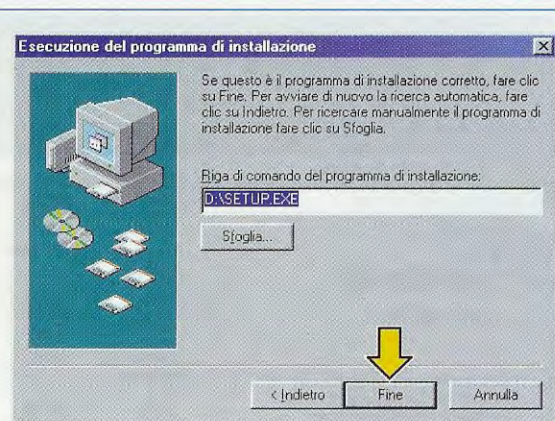 Esecuzione del programma di installazione
Se questo è il programma di installazione corretto, fare clic
su Fine. Per avviare di nuovo la ricerca automatica, fare
clic su Indietro. Per ricercare manualmente il programma di
installazione fare clic su Sfoglia.
Riga di comando del programma di installazione:
D:\SETUP.EXE
Sfoglia...
< Indietro
Fine
Annulla